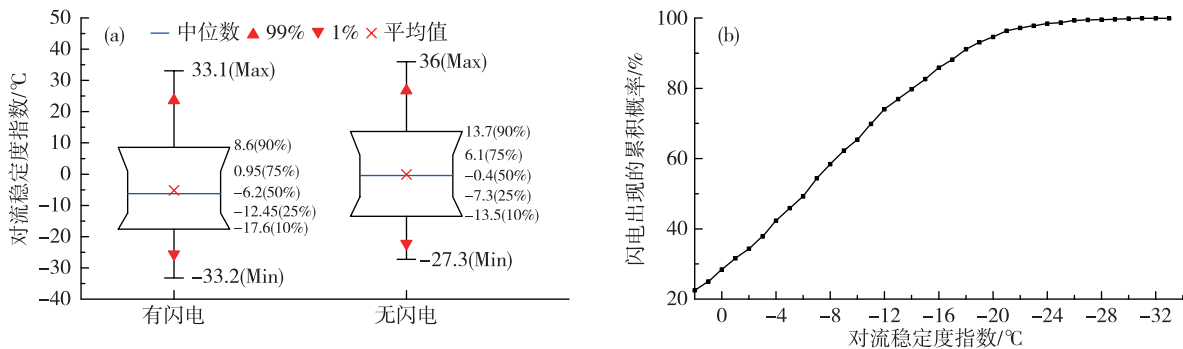 (a) 中位数 99% 1% 平均值
对流稳定度指数/℃
50
40
30
20
10
0
−10
−20
−30
−40
33.1(Max)
8.6(90%)
0.95(75%)
−6.2(50%)
−12.45(25%)
−17.6(10%)
−33.2(Min)
36(Max)
13.7(90%)
6.1(75%)
−0.4(50%)
−7.3(25%)
−13.5(10%)
−27.3(Min)
有闪电 无闪电
(b)
闪电出现的累积概率/%
100
80
60
40
20
0 −4 −8 −12 −16 −20 −24 −28 −32
对流稳定度指数/℃